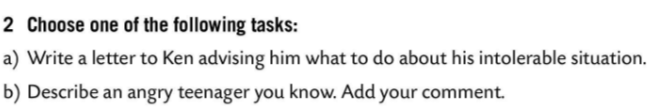 2 Choose one of the following tasks:
a) Write a letter to Ken advising him what to do about his intolerable situation.
b) Describe an angry teenager you know. Add your comment.